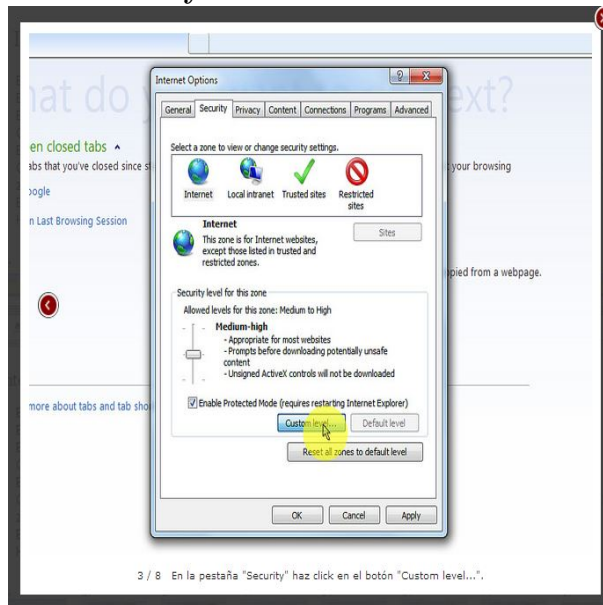 hat do
ext?
Internet Options
General Security Privacy Content Connections Programs Advanced
Select a zone to view or change security settings.
Internet Local intranet Trusted sites Restricted
sites
Internet
This zone is for Internet websites,
except those listed in trusted and
restricted zones.
Sites
Security level for this zone
Allowed levels for this zone: Medium to High
Medium-high
- Appropriate for most websites
- Prompts before downloading potentially unsafe
content
- Unsigned ActiveX controls will not be downloaded
Enable Protected Mode (requires restarting Internet Explorer)
Custom level... Default level
Reset all zones to default level
OK Cancel Apply
en closed tabs
abs that you've closed since st
your browsing
oogle
n Last Browsing Session
opied from a webpage.
more about tabs and tab shor
3 / 8 En la pestaña "Security" haz click en el botón "Custom level...".